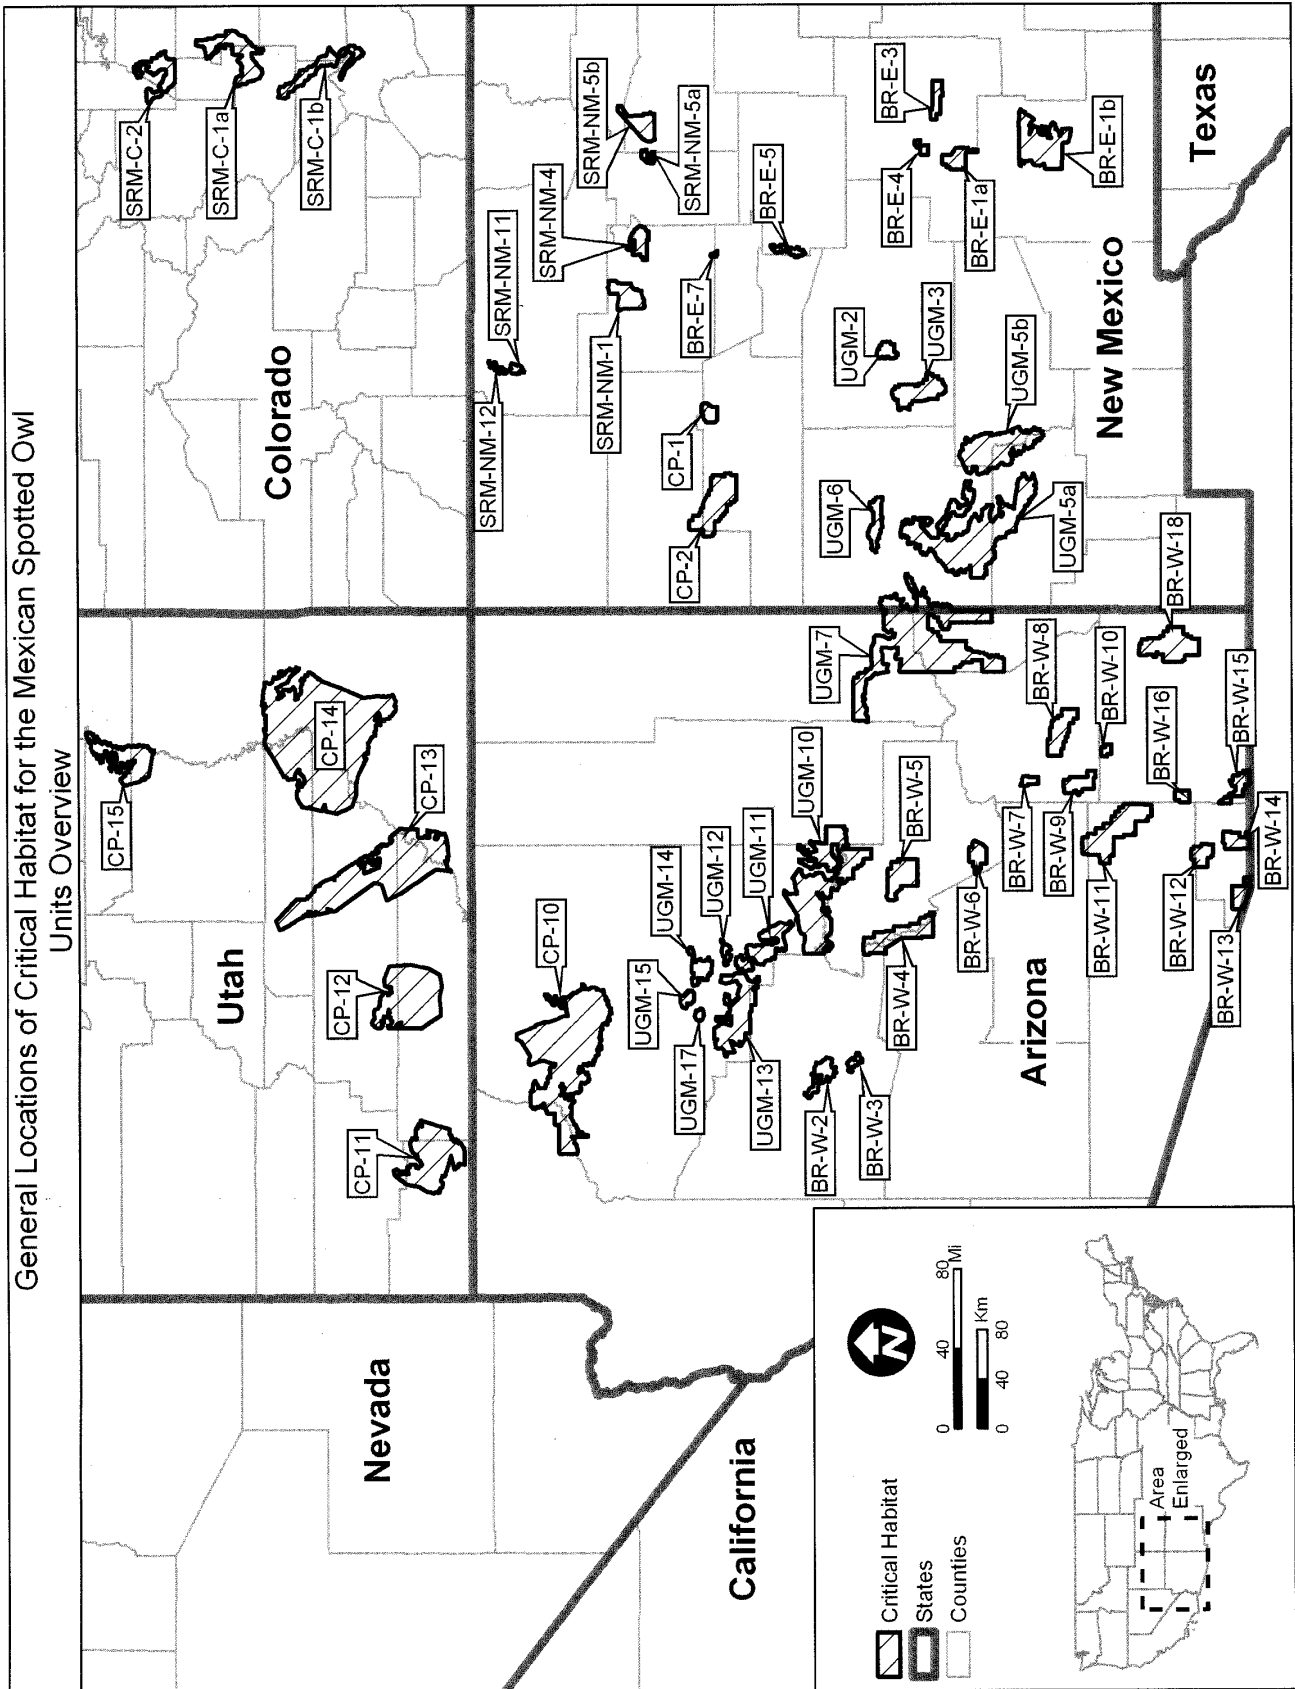 General Locations of Critical Habitat for the Mexican Spotted Owl
Units Overview
Nevada
Utah
Colorado
CP-15
CP-14
CP-13
CP-12
CP-11
SRM-C-2
SRM-C-1a
SRM-C-1b
California
Arizona
New Mexico
Texas
CP-10
UGM-14
UGM-15
UGM-17
UGM-12
UGM-11
UGM-13
UGM-10
UGM-7
BR-W-2
BR-W-3
BR-W-4
BR-W-5
BR-W-6
BR-W-7
BR-W-8
BR-W-9
BR-W-10
BR-W-11
BR-W-12
BR-W-13
BR-W-14
BR-W-15
BR-W-16
BR-W-18
SRM-NM-12
SRM-NM-11
SRM-NM-4
SRM-NM-1
SRM-NM-5b
SRM-NM-5a
CP-1
CP-2
BR-E-7
BR-E-5
UGM-2
UGM-3
UGM-6
UGM-5b
UGM-5a
BR-E-3
BR-E-4
BR-E-1a
BR-E-1b
Critical Habitat
States
Counties
N
0
40
80
Mi
Km
0
40
80
Area
Enlarged